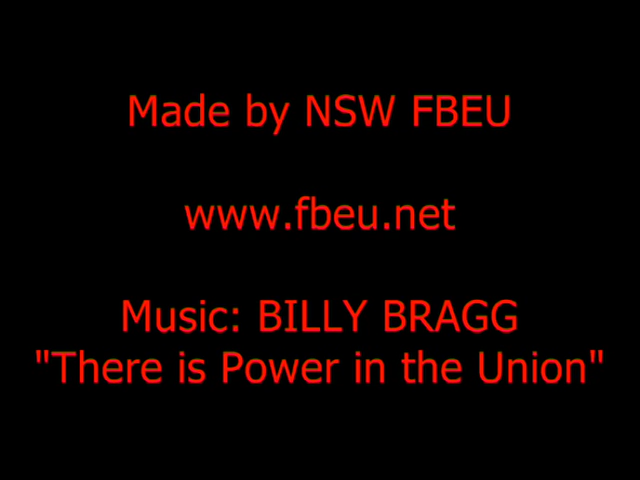 Made by NSW FBEU
www.fbeu.net
Music: BILLY BRAGG
"There is Power in the Union"